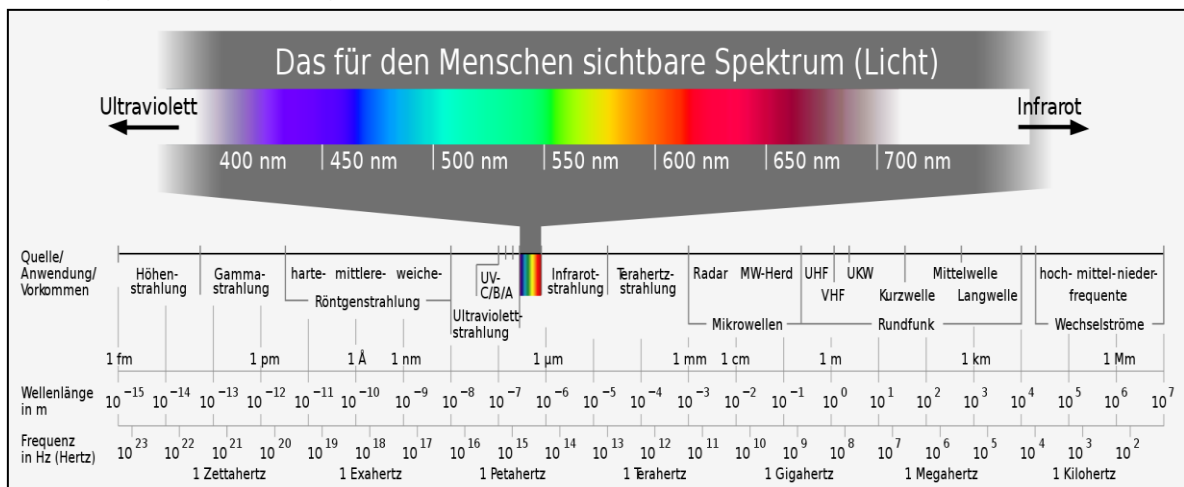 Das für den Menschen sichtbare Spektrum (Licht)
Ultraviolett
Infrarot
400 nm 450 nm 500 nm 550 nm 600 nm 650 nm 700 nm
Quelle/
Anwendung/
Vorkommen
Höhen-
strahlung
Gamma-
strahlung
harte- mittlere- weiche-
Röntgenstrahlung
UV-
C/B/A
Ultraviolett-
strahlung
Infrarot-
strahlung
Terahertz-
strahlung
Radar MW-Herd
Mikrowellen
UHF UKW Mittelwelle
VHF Kurzwelle Langwelle
Rundfunk
hoch- mittel- nieder-
frequente
Wechselströme
1 fm 1 pm 1 Å 1 nm 1 µm 1 mm 1 cm 1 m 1 km 1 Mm
Wellenlänge
in m
10⁻¹⁵ 10⁻¹⁴ 10⁻¹³ 10⁻¹² 10⁻¹¹ 10⁻¹⁰ 10⁻⁹ 10⁻⁸ 10⁻⁷ 10⁻⁶ 10⁻⁵ 10⁻⁴ 10⁻³ 10⁻² 10⁻¹ 10⁰ 10¹ 10² 10³ 10⁴ 10⁵ 10⁶ 10⁷
Frequenz
in Hz (Hertz)
10²³ 10²² 10²¹ 10²⁰ 10¹⁹ 10¹⁸ 10¹⁷ 10¹⁶ 10¹⁵ 10¹⁴ 10¹³ 10¹² 10¹¹ 10¹⁰ 10⁹ 10⁸ 10⁷ 10⁶ 10⁵ 10⁴ 10³ 10²
1 Zettahertz 1 Exahertz 1 Petahertz 1 Terahertz 1 Gigahertz 1 Megahertz 1 Kilohertz